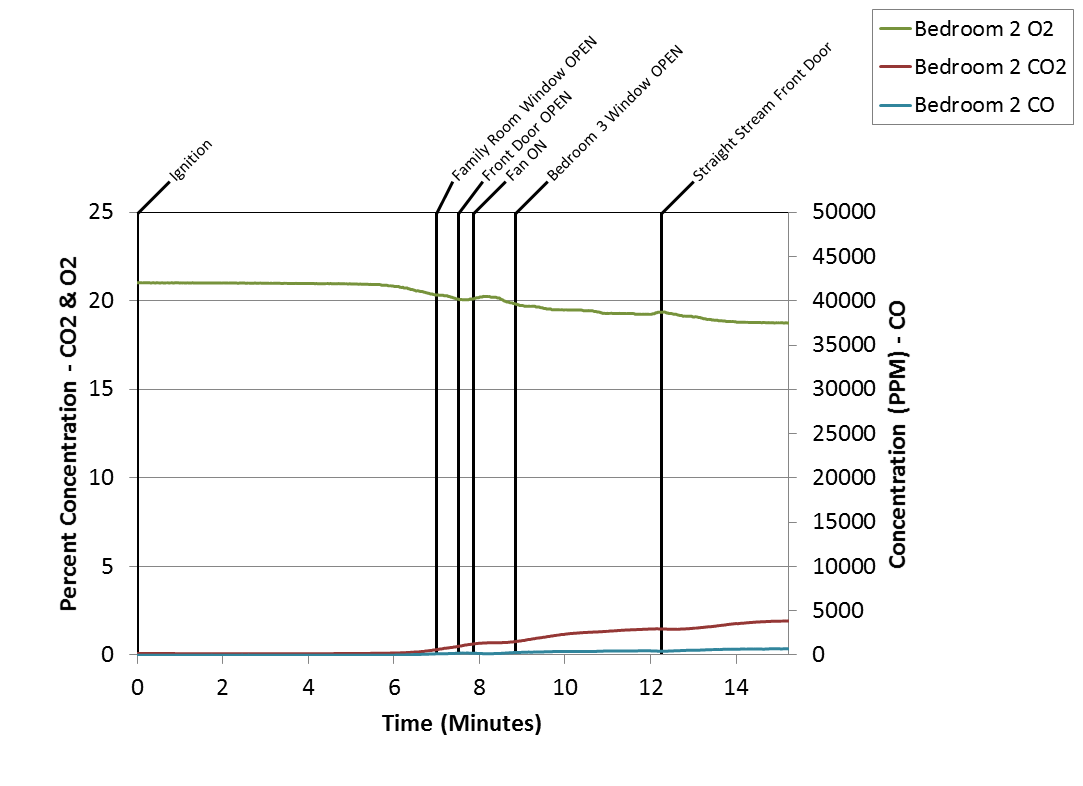 Bedroom 2 O2
Bedroom 2 CO2
Bedroom 2 CO
Ignition
Family Room Window OPEN
Front Door OPEN
Fan ON
Bedroom 3 Window OPEN
Straight Stream Front Door
Percent Concentration - CO2 & O2
25
20
15
10
5
0
50000
45000
40000
35000
30000
25000
20000
15000
10000
5000
0
Concentration (PPM) - CO
0 2 4 6 8 10 12 14
Time (Minutes)